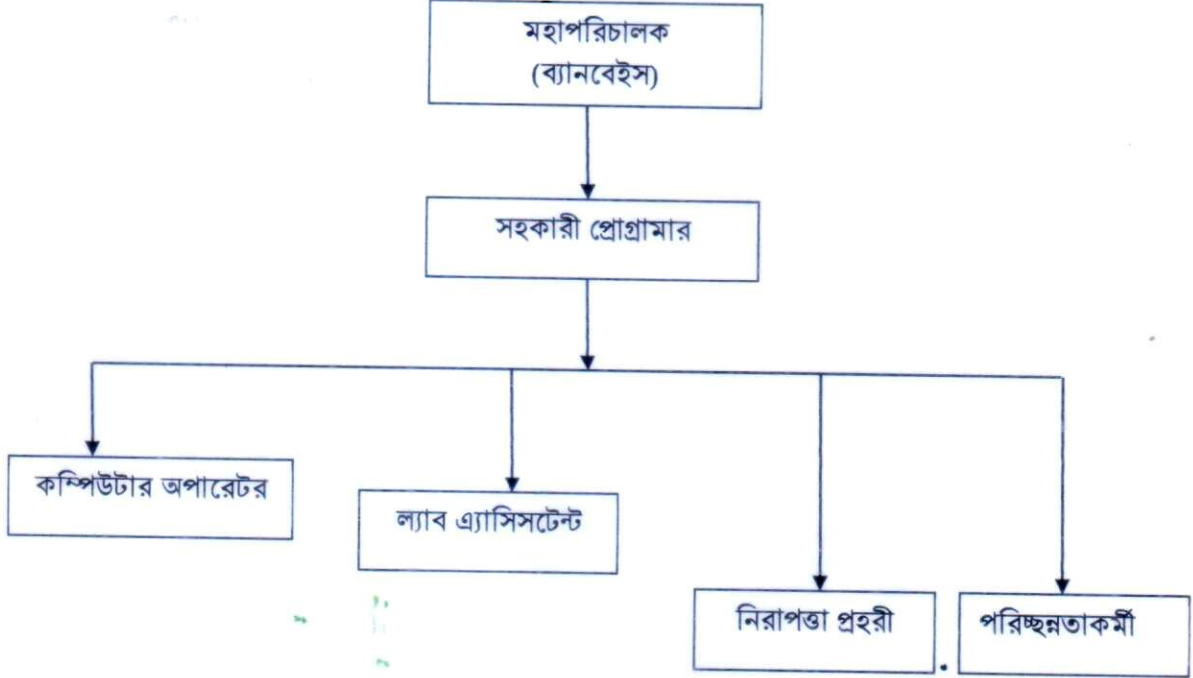 মহাপরিচালক
(ব্যানবেইস)
সহকারী প্রোগ্রামার
কম্পিউটার অপারেটর
ল্যাব এ্যাসিসটেন্ট
নিরাপত্তা প্রহরী
পরিচ্ছন্নতাকর্মী